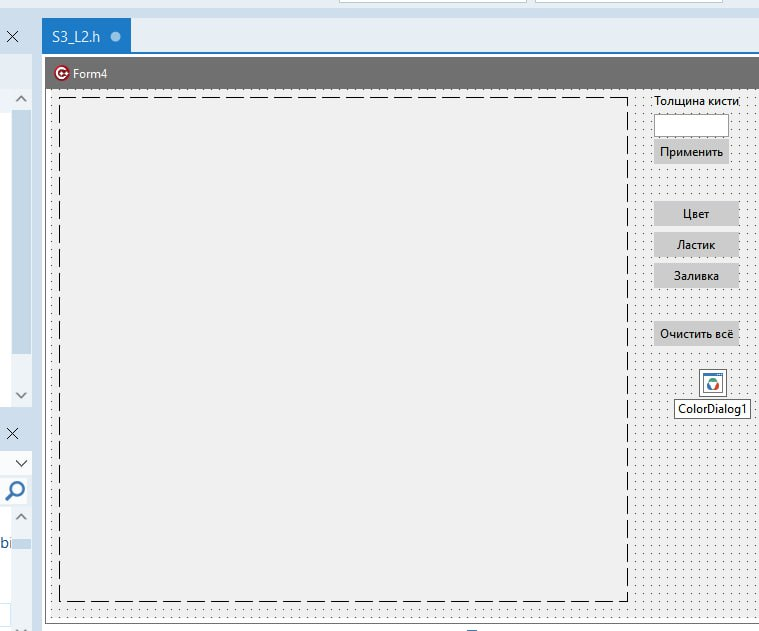 S3_L2.h
Form4
Толщина кисти
Применить
Цвет
Ластик
Заливка
Очистить всё
ColorDialog1